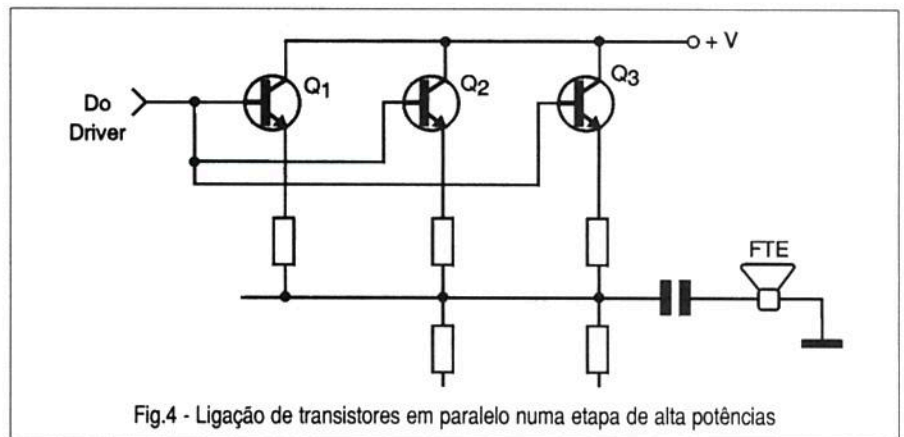 + V
Q1
Q2
Q3
Do
Driver
FTE
Fig.4 - Ligação de transistores em paralelo numa etapa de alta potências